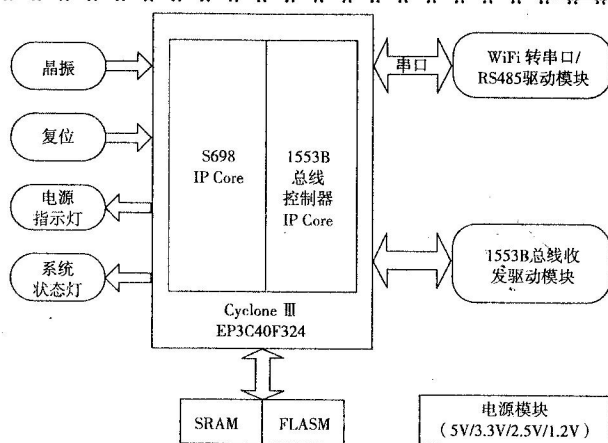 晶振
复位
电源
指示灯
系统
状态灯
S698
IP Core
1553B
总线
控制器
IP Core
Cyclone Ⅲ
EP3C40F324
串口
WiFi 转串口/
RS485驱动模块
1553B总线收
发驱动模块
SRAM
FLASM
电源模块
(5V/3.3V/2.5V/1.2V)